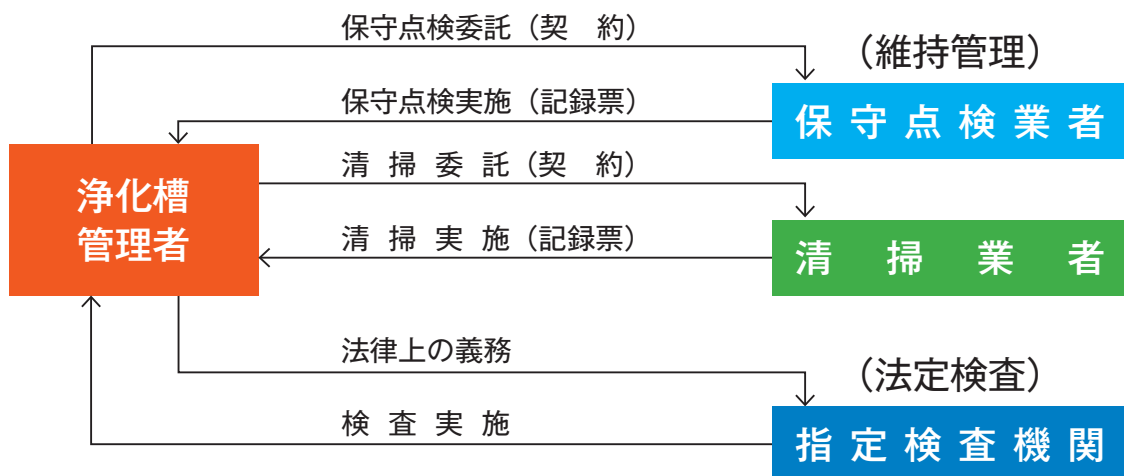 保守点検委託（契　約）
（維持管理）
保守点検業者
保守点検実施（記録票）
清掃委託（契　約）
浄化槽
管理者
清掃実施（記録票）
清掃業者
法律上の義務
（法定検査）
検査実施
指定検査機関